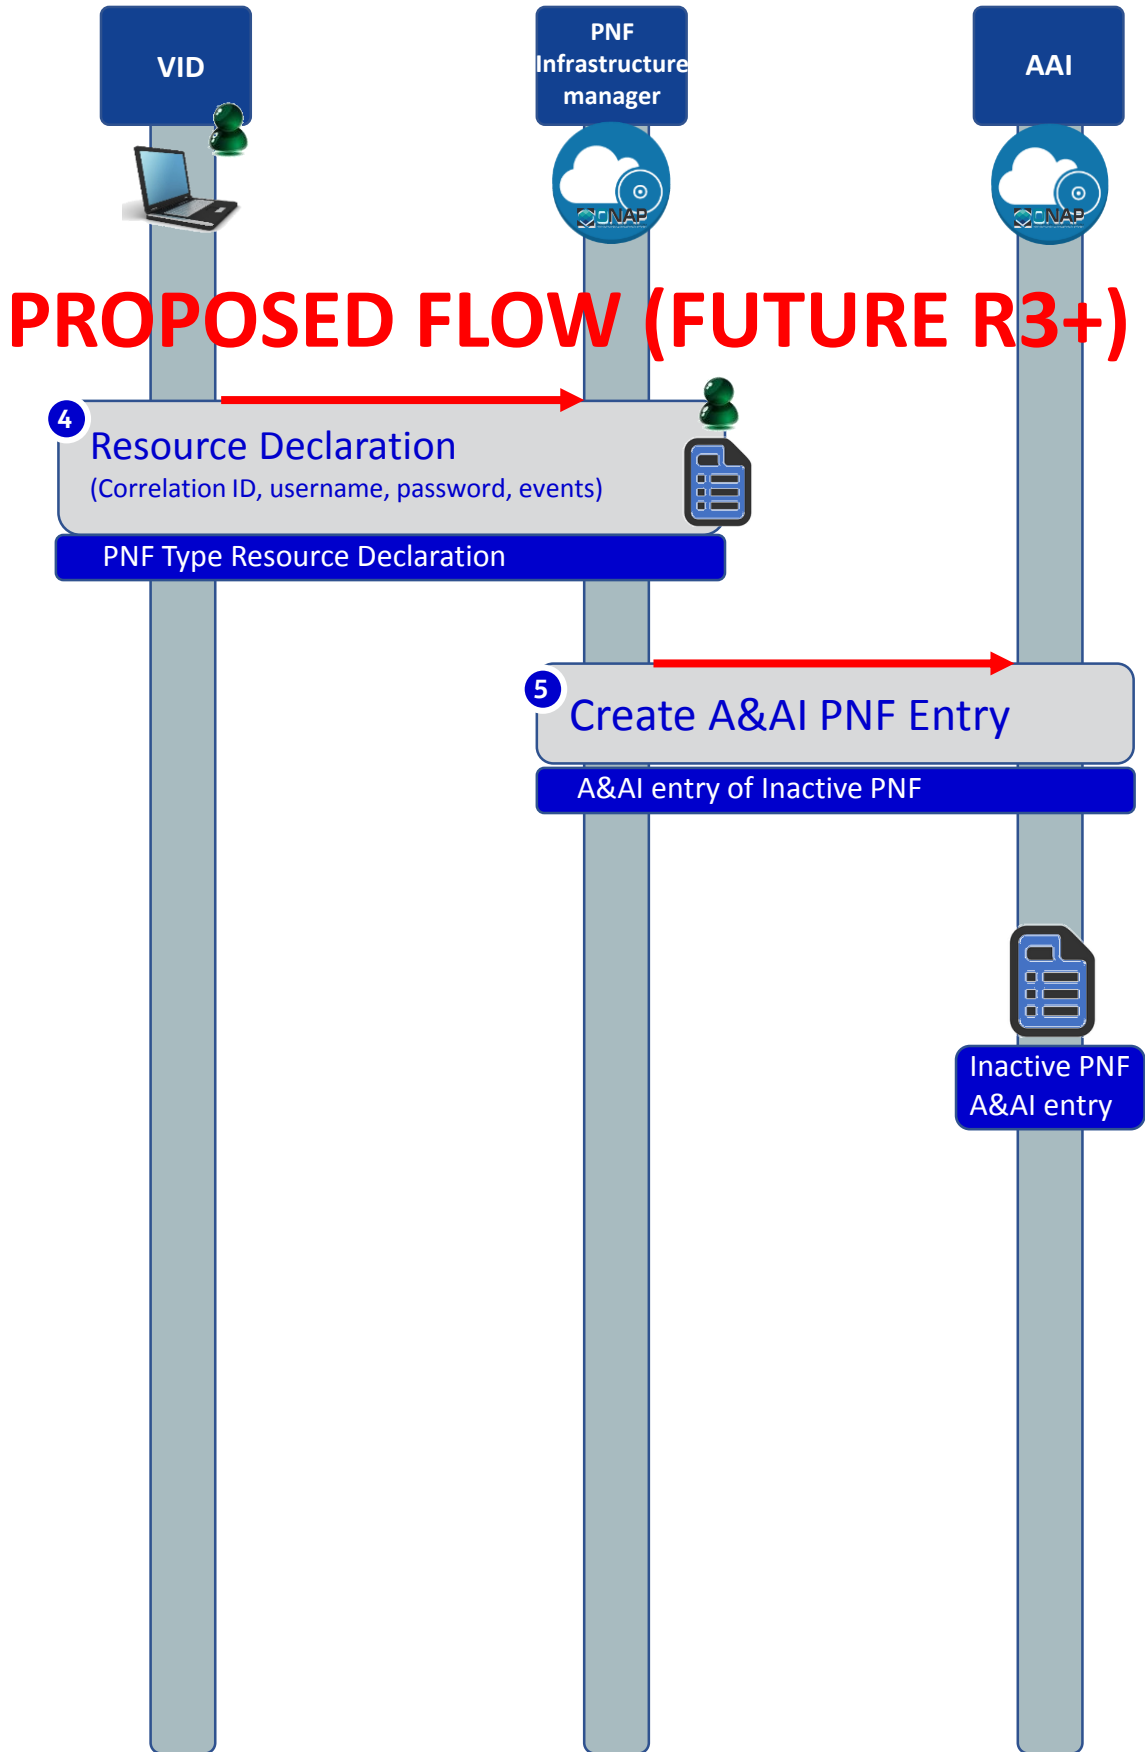 VID
PNF
Infrastructure
manager
AAI
ONAP
ONAP
PROPOSED FLOW (FUTURE R3+)
4
Resource Declaration
(Correlation ID, username, password, events)
PNF Type Resource Declaration
5
Create A&AI PNF Entry
A&AI entry of Inactive PNF
Inactive PNF
A&AI entry